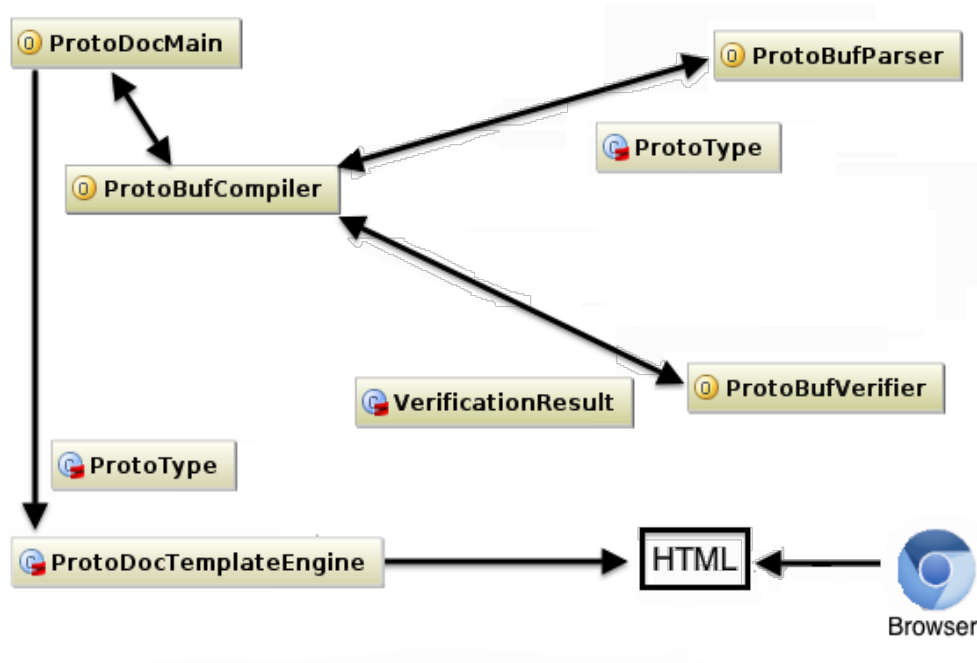 ProtoDocMain
ProtoBufParser
ProtoType
ProtoBufCompiler
ProtoBufVerifier
VerificationResult
ProtoType
ProtoDocTemplateEngine
HTML
Browser